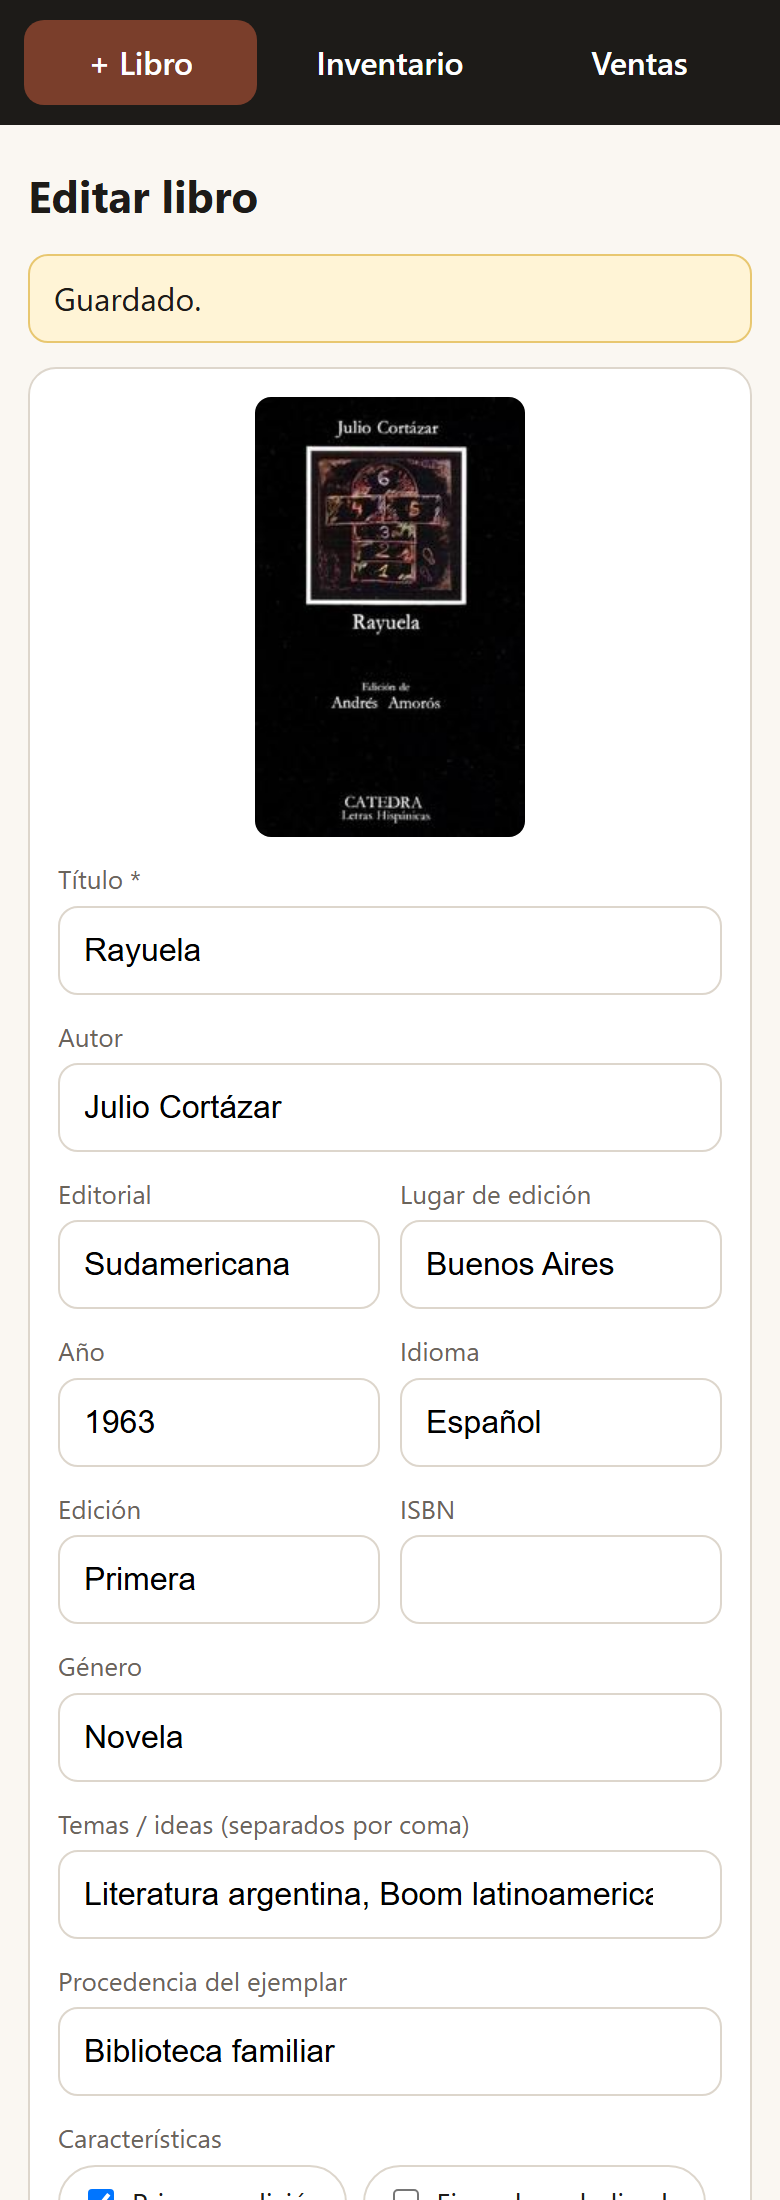 + Libro
Inventario
Ventas
Editar libro
Guardado.
Julio Cortázar
6
4 5
3
2
1
Rayuela
Edición de
Andrés Amorós
CATEDRA
Letras Hispánicas
Título *
Rayuela
Autor
Julio Cortázar
Editorial
Lugar de edición
Sudamericana
Buenos Aires
Año
Idioma
1963
Español
Edición
ISBN
Primera
Género
Novela
Temas / ideas (separados por coma)
Literatura argentina, Boom latinoamerica
Procedencia del ejemplar
Biblioteca familiar
Características